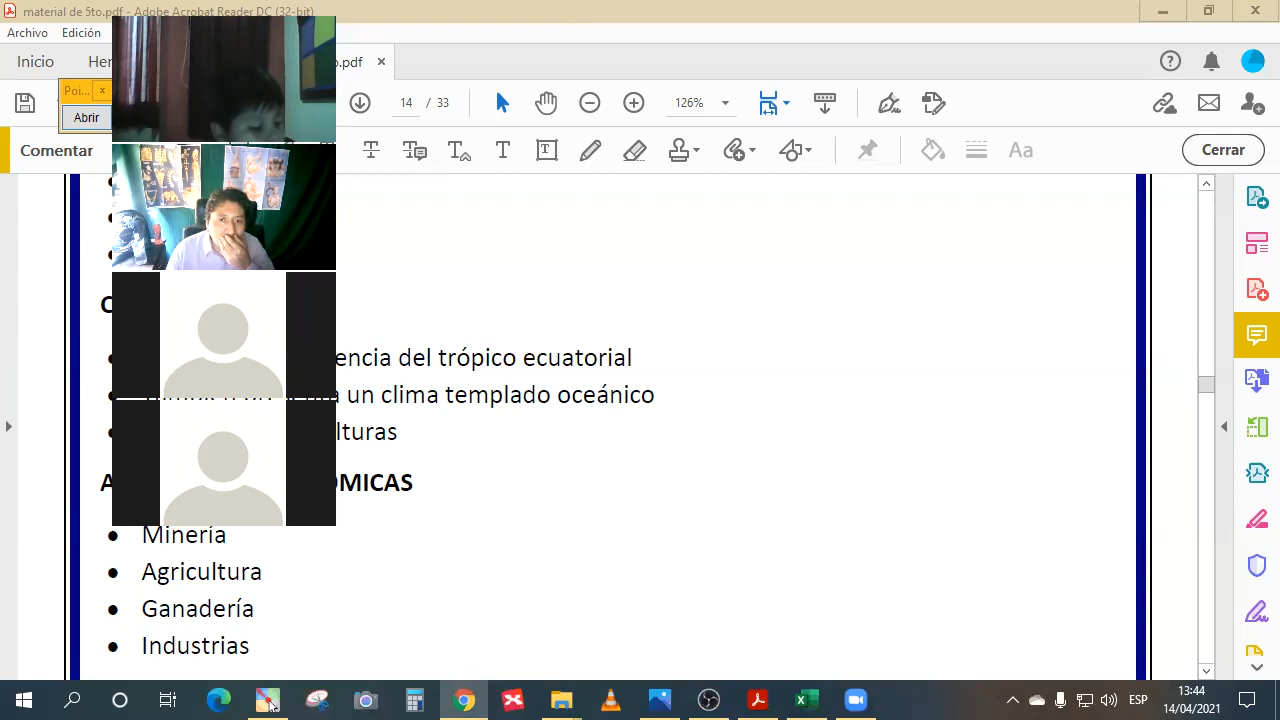 material de 5to.pdf - Adobe Acrobat Reader DC (32-bit)
Archivo Edición
Inicio
.pdf ×
Poi... x
Abrir
14 / 33
126%
Comentar
Aa
Cerrar
encia del trópico ecuatorial
un clima templado oceánico
lturas
OMICAS
• Minería
• Agricultura
• Ganadería
• Industrias
ESP
13:44
14/04/2021